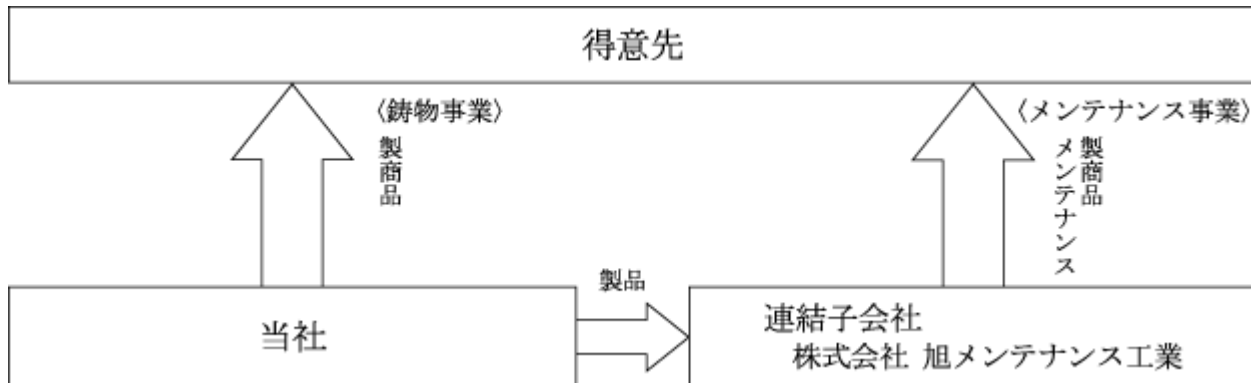 得意先
〈鋳物事業〉
製商品
〈メンテナンス事業〉
製商品
メンテナンス
製品
当社
連結子会社
株式会社 旭メンテナンス工業